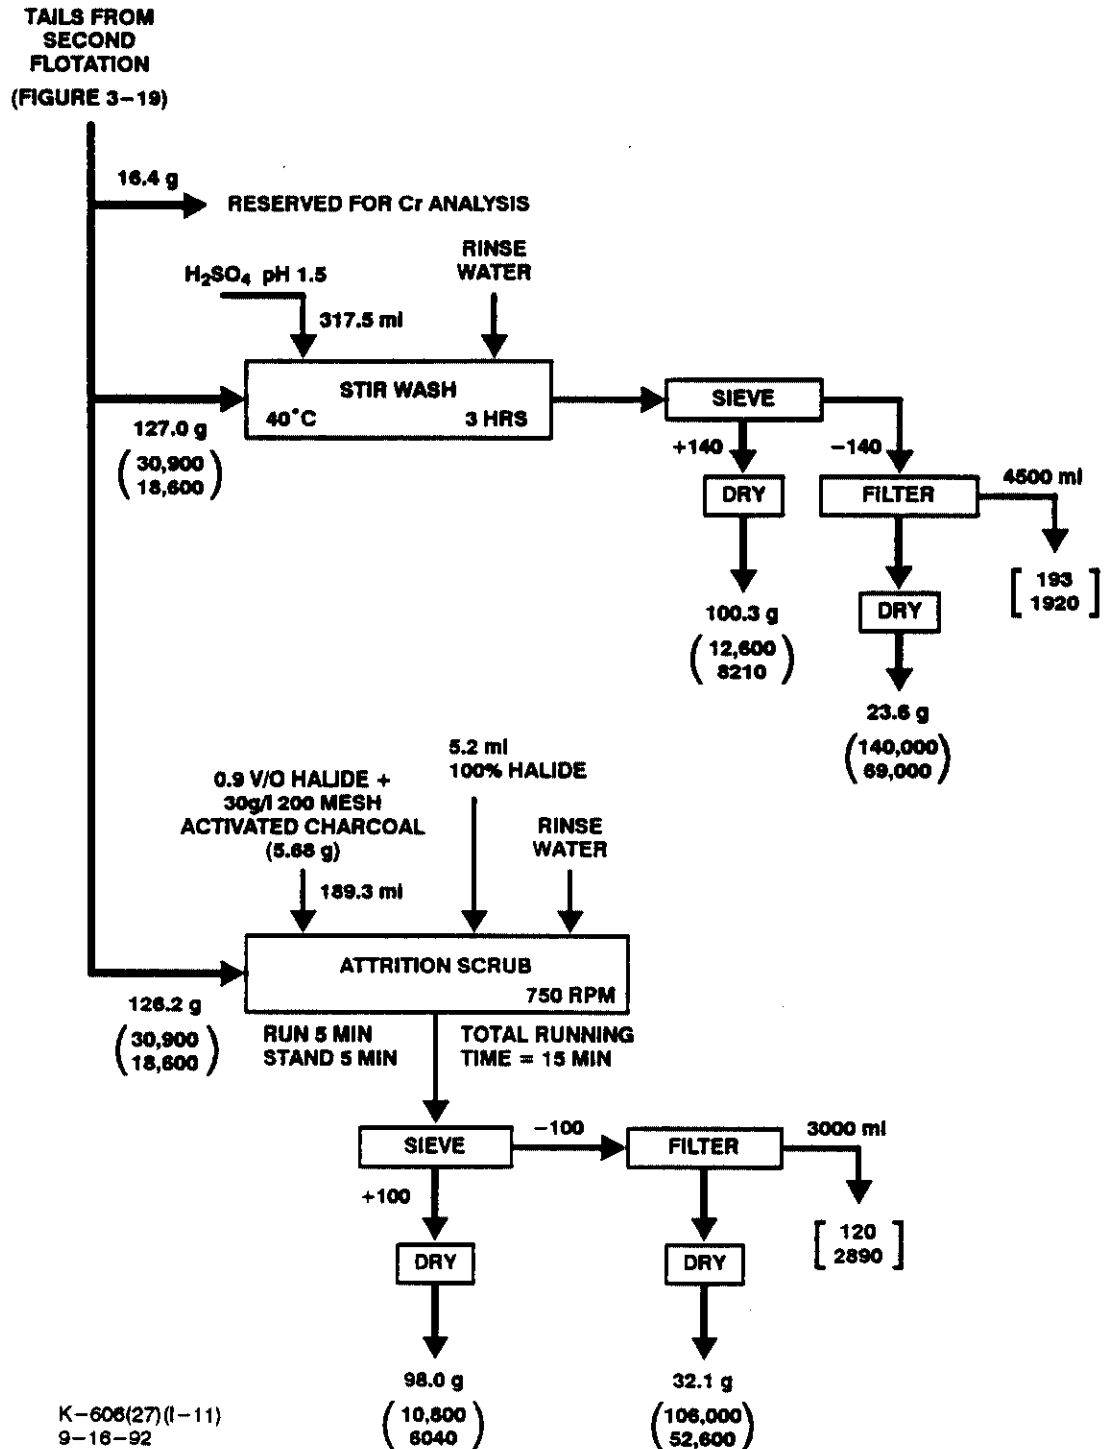 TAILS FROM
SECOND
FLOTATION
(FIGURE 3-19)
16.4 g
RESERVED FOR Cr ANALYSIS
H₂SO₄ pH 1.5
317.5 ml
RINSE
WATER
STIR WASH
40°C 3 HRS
127.0 g
(30,900
18,600)
SIEVE
+140
-140
DRY
FILTER
4500 ml
[193
1920]
100.3 g
(12,600
8210)
DRY
23.6 g
(140,000
69,000)
0.9 V/O HALIDE +
30g/l 200 MESH
ACTIVATED CHARCOAL
(5.68 g)
189.3 ml
5.2 ml
100% HALIDE
RINSE
WATER
ATTRITION SCRUB
750 RPM
126.2 g
(30,900
18,600)
RUN 5 MIN
STAND 5 MIN
TOTAL RUNNING
TIME = 15 MIN
SIEVE
-100
FILTER
3000 ml
+100
[120
2890]
DRY
DRY
98.0 g
(10,800
6040)
32.1 g
(106,000
52,600)
K-606(27)(I-11)
9-16-92